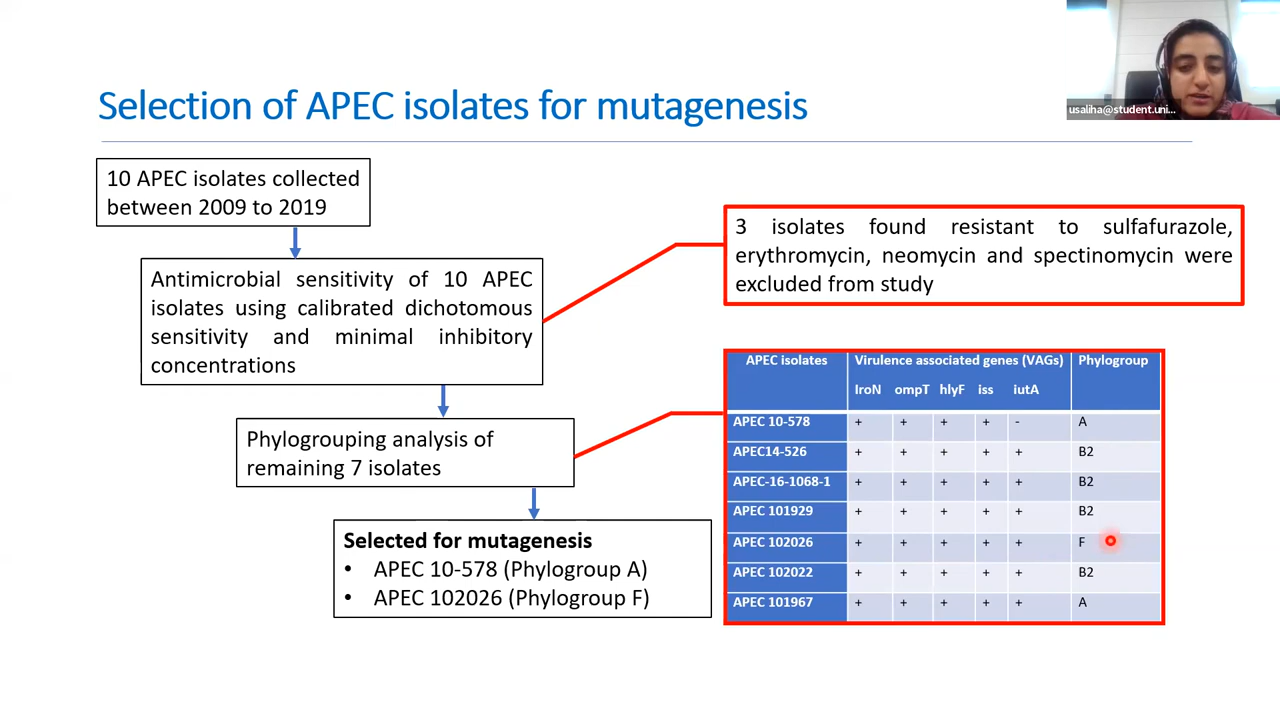 Selection of APEC isolates for mutagenesis
usaliha@student.uni...
10 APEC isolates collected
between 2009 to 2019
Antimicrobial sensitivity of 10 APEC
isolates using calibrated dichotomous
sensitivity and minimal inhibitory
concentrations
3 isolates found resistant to sulfafurazole,
erythromycin, neomycin and spectinomycin were
excluded from study
Phylogrouping analysis of
remaining 7 isolates
Selected for mutagenesis
• APEC 10-578 (Phylogroup A)
• APEC 102026 (Phylogroup F)
APEC isolates Virulence associated genes (VAGs) Phylogroup
IroN ompT hlyF iss iutA
APEC 10-578 + + + + - A
APEC14-526 + + + + + B2
APEC-16-1068-1 + + + + + B2
APEC 101929 + + + + + B2
APEC 102026 + + + + + F
APEC 102022 + + + + + B2
APEC 101967 + + + + + A